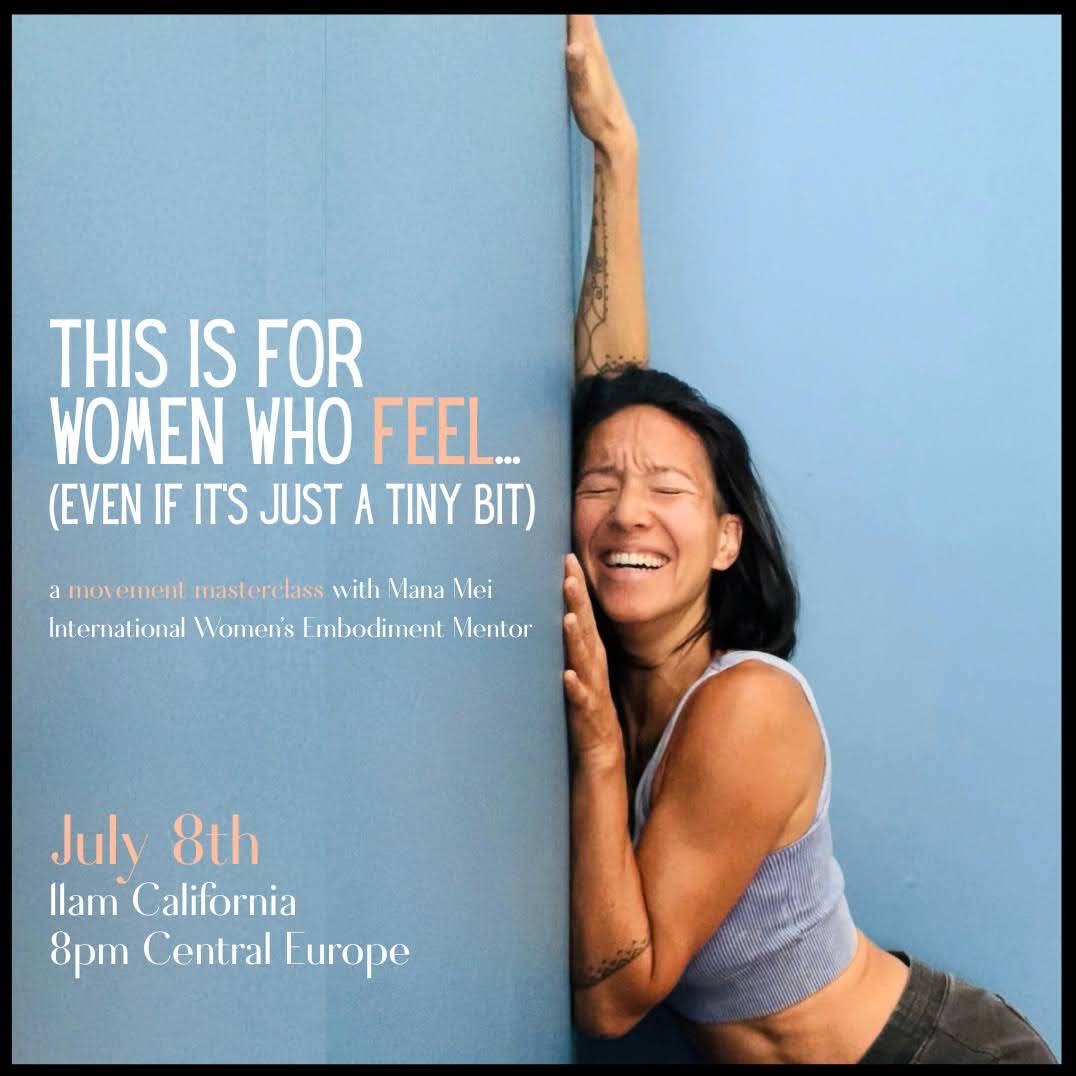 THIS IS FOR
WOMEN WHO FEEL...
(EVEN IF IT'S JUST A TINY BIT)
a movement masterclass with Mana Mei
International Women's Embodiment Mentor
July 8th
11am California
8pm Central Europe